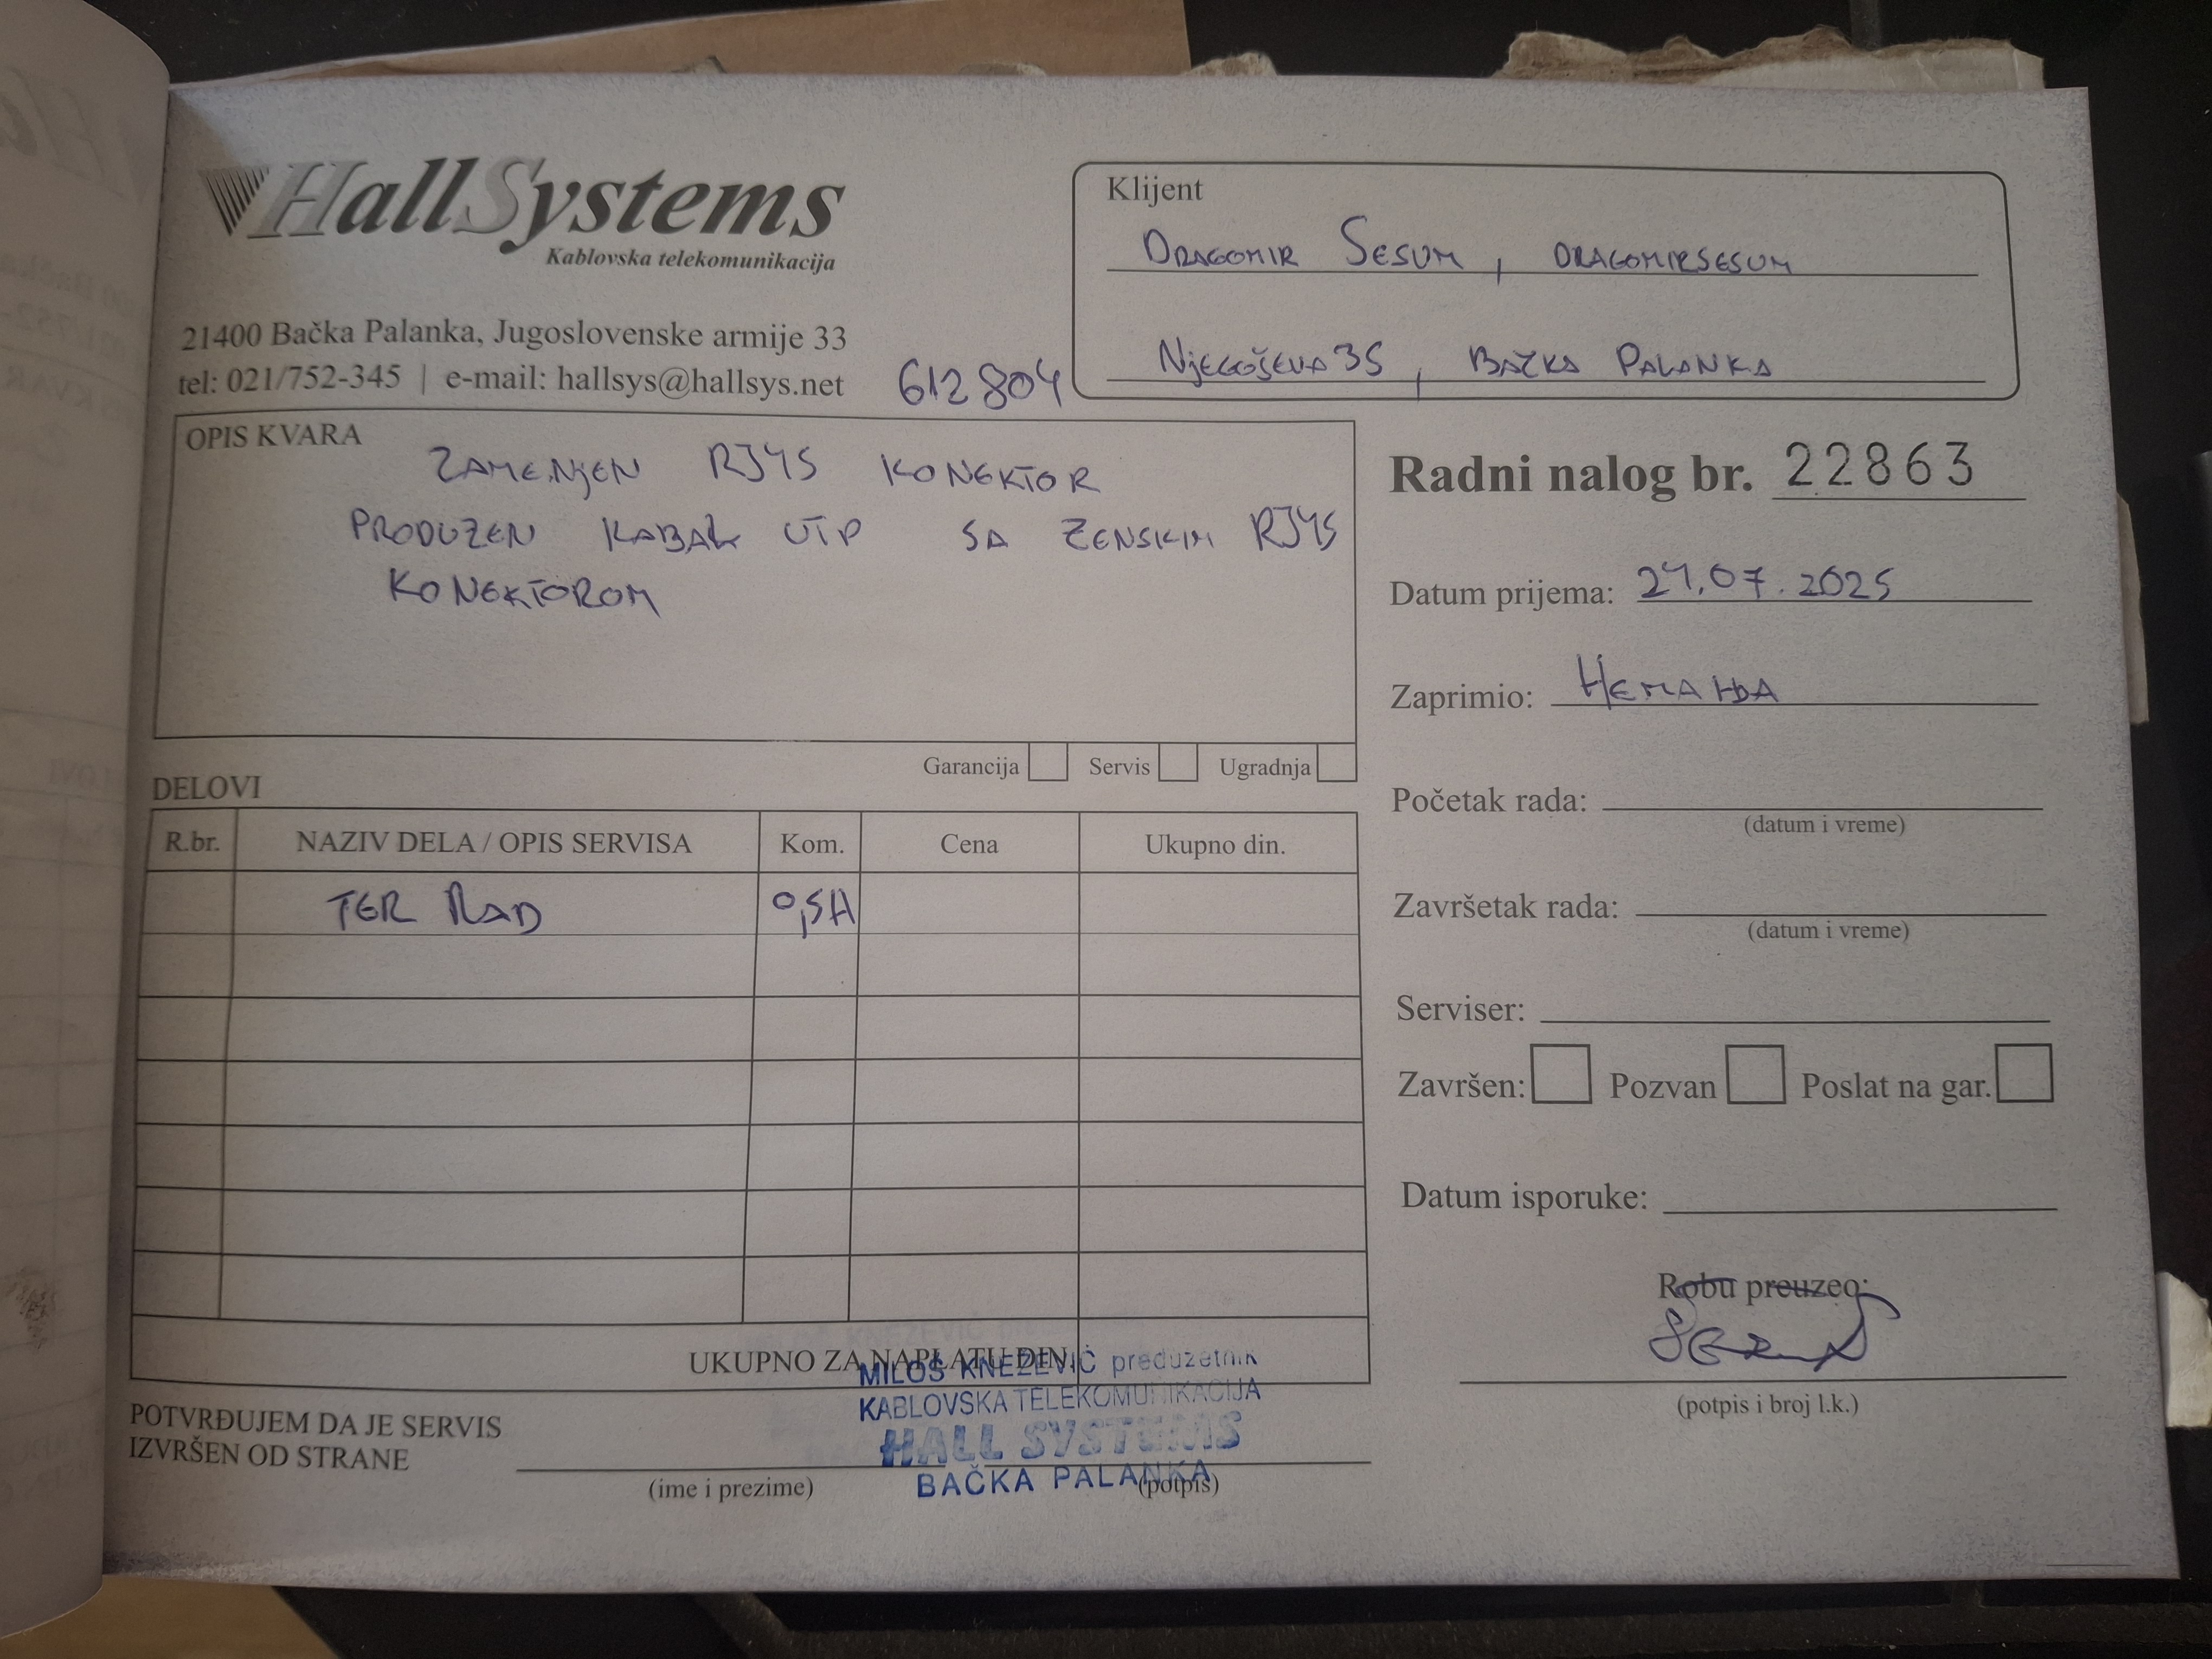 HallSystems
Kablovska telekomunikacija
21400 Bačka Palanka, Jugoslovenske armije 33
tel: 021/752-345 | e-mail: hallsys@hallsys.net
612804
Klijent
DRAGOMIR SESUM, DRAGOMIRSESUM
NJEGOŠEVA 35, BAČKA PALANKA
OPIS KVARA
ZAMENJEN RJ45 KONEKTOR
PRODUZEN KABAL UTP SA ZENSKIM RJ45
KONEKTOROM
Garancija Servis Ugradnja
Radni nalog br. 22863
Datum prijema: 24.07.2025
Zaprimio: НЕМАЊА
Početak rada:
(datum i vreme)
Završetak rada:
(datum i vreme)
Serviser:
Završen: Pozvan Poslat na gar.
Datum isporuke:
Robu preuzeo:
(potpis i broj l.k.)
DELOVI
R.br. NAZIV DELA / OPIS SERVISA Kom. Cena Ukupno din.
TER RAD 0,5H
UKUPNO ZA NAPLATU DIN.
MILOŠ KNEŽEVIĆ preduzetnik
KABLOVSKA TELEKOMUNIKACIJA
HALL SYSTEMS
BAČKA PALANKA
POTVRĐUJEM DA JE SERVIS
IZVRŠEN OD STRANE
(ime i prezime) (potpis)